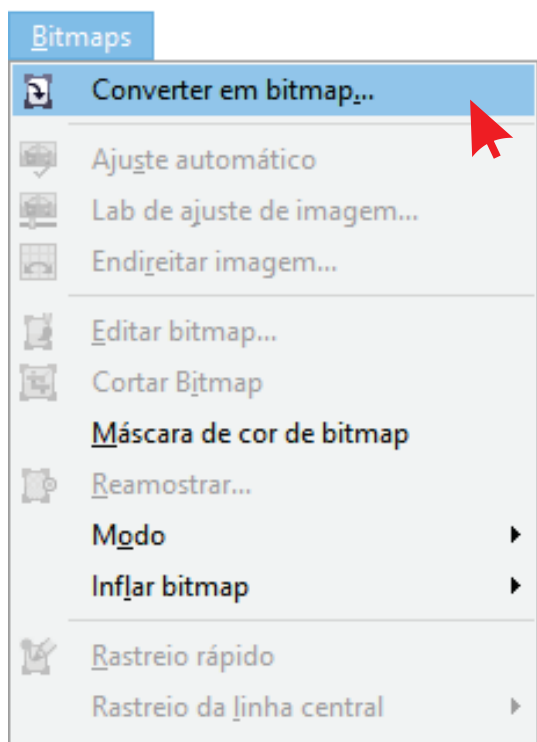 Bitmaps
Converter em bitmap...
Ajuste automático
Lab de ajuste de imagem...
Endireitar imagem...
Editar bitmap...
Cortar Bitmap
Máscara de cor de bitmap
Reamostrar...
Modo
Inflar bitmap
Rastreio rápido
Rastreio da linha central